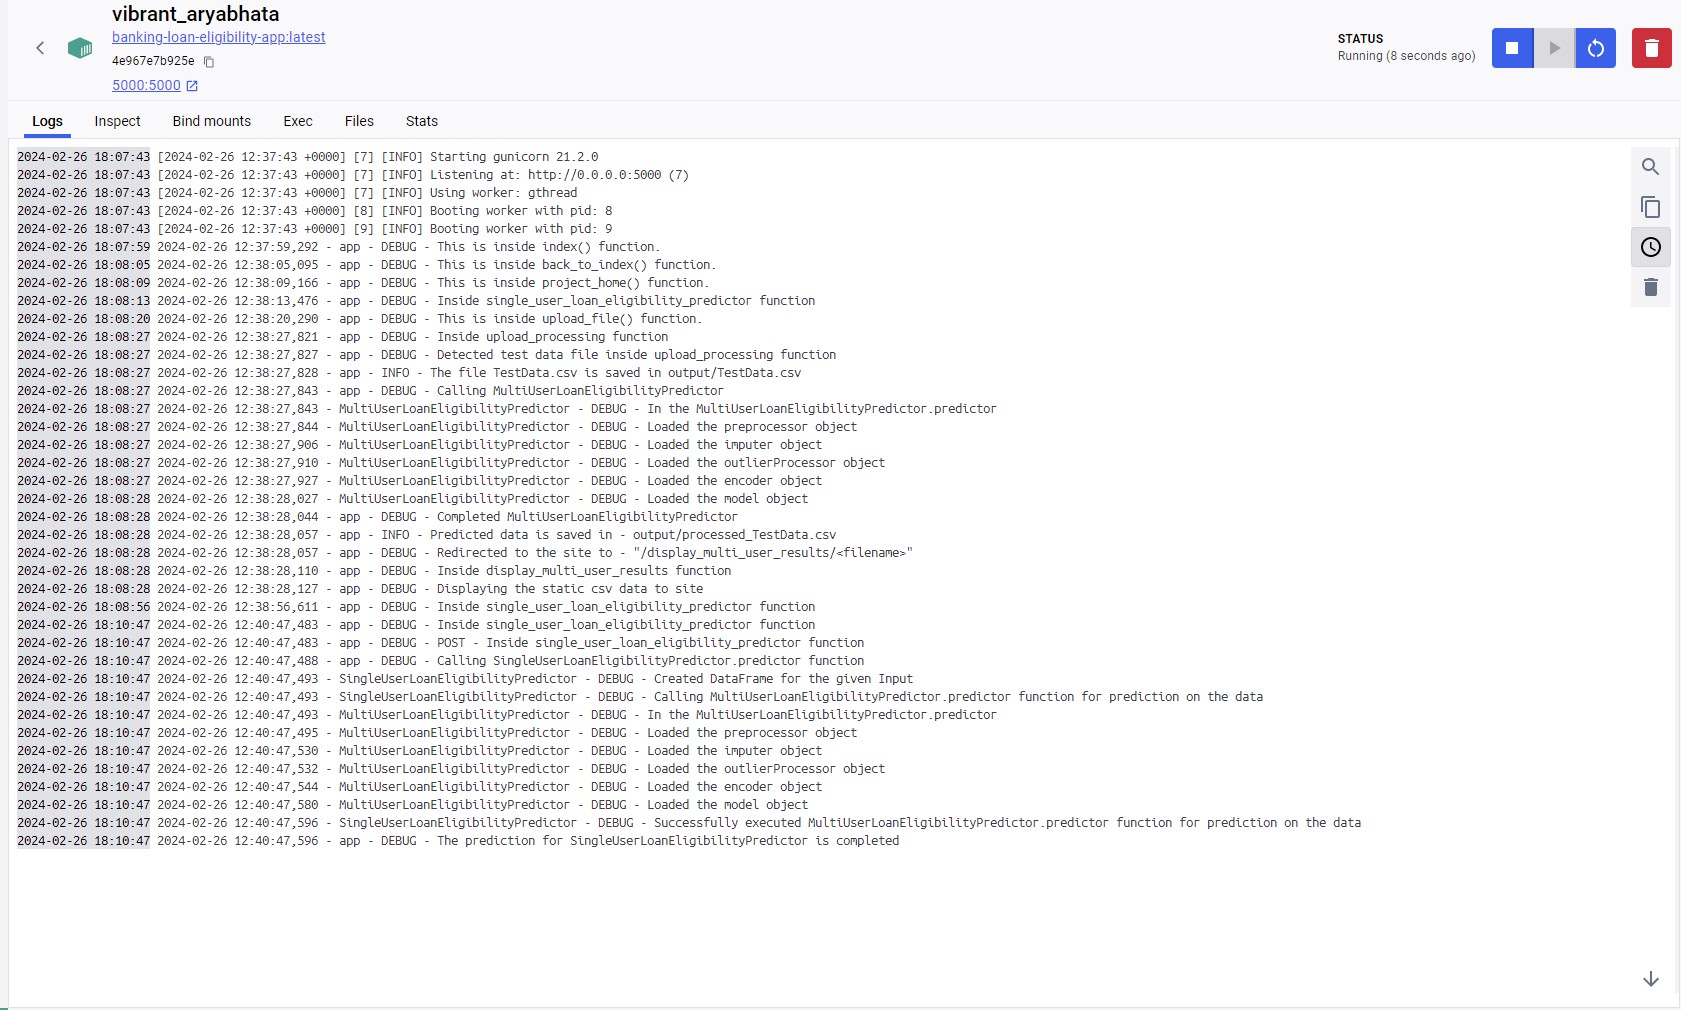 vibrant_aryabhata
banking-loan-eligibility-app:latest
4e967e7b925e
5000:5000
STATUS
Running (8 seconds ago)
Logs Inspect Bind mounts Exec Files Stats
2024-02-26 18:07:43 [2024-02-26 12:37:43 +0000] [7] [INFO] Starting gunicorn 21.2.0
2024-02-26 18:07:43 [2024-02-26 12:37:43 +0000] [7] [INFO] Listening at: http://0.0.0.0:5000 (7)
2024-02-26 18:07:43 [2024-02-26 12:37:43 +0000] [7] [INFO] Using worker: gthread
2024-02-26 18:07:43 [2024-02-26 12:37:43 +0000] [8] [INFO] Booting worker with pid: 8
2024-02-26 18:07:43 [2024-02-26 12:37:43 +0000] [9] [INFO] Booting worker with pid: 9
2024-02-26 18:07:59 2024-02-26 12:37:59,292 - app - DEBUG - This is inside index() function.
2024-02-26 18:08:05 2024-02-26 12:38:05,095 - app - DEBUG - This is inside back_to_index() function.
2024-02-26 18:08:09 2024-02-26 12:38:09,166 - app - DEBUG - This is inside project_home() function.
2024-02-26 18:08:13 2024-02-26 12:38:13,476 - app - DEBUG - Inside single_user_loan_eligibility_predictor function
2024-02-26 18:08:20 2024-02-26 12:38:20,290 - app - DEBUG - This is inside upload_file() function.
2024-02-26 18:08:27 2024-02-26 12:38:27,821 - app - DEBUG - Inside upload_processing function
2024-02-26 18:08:27 2024-02-26 12:38:27,827 - app - DEBUG - Detected test data file inside upload_processing function
2024-02-26 18:08:27 2024-02-26 12:38:27,828 - app - INFO - The file TestData.csv is saved in output/TestData.csv
2024-02-26 18:08:27 2024-02-26 12:38:27,843 - app - DEBUG - Calling MultiUserLoanEligibilityPredictor
2024-02-26 18:08:27 2024-02-26 12:38:27,843 - MultiUserLoanEligibilityPredictor - DEBUG - In the MultiUserLoanEligibilityPredictor.predictor
2024-02-26 18:08:27 2024-02-26 12:38:27,844 - MultiUserLoanEligibilityPredictor - DEBUG - Loaded the preprocessor object
2024-02-26 18:08:27 2024-02-26 12:38:27,906 - MultiUserLoanEligibilityPredictor - DEBUG - Loaded the imputer object
2024-02-26 18:08:27 2024-02-26 12:38:27,910 - MultiUserLoanEligibilityPredictor - DEBUG - Loaded the outlierProcessor object
2024-02-26 18:08:27 2024-02-26 12:38:27,927 - MultiUserLoanEligibilityPredictor - DEBUG - Loaded the encoder object
2024-02-26 18:08:28 2024-02-26 12:38:28,027 - MultiUserLoanEligibilityPredictor - DEBUG - Loaded the model object
2024-02-26 18:08:28 2024-02-26 12:38:28,044 - app - DEBUG - Completed MultiUserLoanEligibilityPredictor
2024-02-26 18:08:28 2024-02-26 12:38:28,057 - app - INFO - Predicted data is saved in - output/processed_TestData.csv
2024-02-26 18:08:28 2024-02-26 12:38:28,057 - app - DEBUG - Redirected to the site to - "/display_multi_user_results/<filename>"
2024-02-26 18:08:28 2024-02-26 12:38:28,110 - app - DEBUG - Inside display_multi_user_results function
2024-02-26 18:08:28 2024-02-26 12:38:28,127 - app - DEBUG - Displaying the static csv data to site
2024-02-26 18:08:56 2024-02-26 12:38:56,611 - app - DEBUG - Inside single_user_loan_eligibility_predictor function
2024-02-26 18:10:47 2024-02-26 12:40:47,483 - app - DEBUG - Inside single_user_loan_eligibility_predictor function
2024-02-26 18:10:47 2024-02-26 12:40:47,483 - app - DEBUG - POST - Inside single_user_loan_eligibility_predictor function
2024-02-26 18:10:47 2024-02-26 12:40:47,488 - app - DEBUG - Calling SingleUserLoanEligibilityPredictor.predictor function
2024-02-26 18:10:47 2024-02-26 12:40:47,493 - SingleUserLoanEligibilityPredictor - DEBUG - Created DataFrame for the given Input
2024-02-26 18:10:47 2024-02-26 12:40:47,493 - SingleUserLoanEligibilityPredictor - DEBUG - Calling MultiUserLoanEligibilityPredictor.predictor function for prediction on the data
2024-02-26 18:10:47 2024-02-26 12:40:47,493 - MultiUserLoanEligibilityPredictor - DEBUG - In the MultiUserLoanEligibilityPredictor.predictor
2024-02-26 18:10:47 2024-02-26 12:40:47,495 - MultiUserLoanEligibilityPredictor - DEBUG - Loaded the preprocessor object
2024-02-26 18:10:47 2024-02-26 12:40:47,530 - MultiUserLoanEligibilityPredictor - DEBUG - Loaded the imputer object
2024-02-26 18:10:47 2024-02-26 12:40:47,532 - MultiUserLoanEligibilityPredictor - DEBUG - Loaded the outlierProcessor object
2024-02-26 18:10:47 2024-02-26 12:40:47,544 - MultiUserLoanEligibilityPredictor - DEBUG - Loaded the encoder object
2024-02-26 18:10:47 2024-02-26 12:40:47,580 - MultiUserLoanEligibilityPredictor - DEBUG - Loaded the model object
2024-02-26 18:10:47 2024-02-26 12:40:47,596 - SingleUserLoanEligibilityPredictor - DEBUG - Successfully executed MultiUserLoanEligibilityPredictor.predictor function for prediction on the data
2024-02-26 18:10:47 2024-02-26 12:40:47,596 - app - DEBUG - The prediction for SingleUserLoanEligibilityPredictor is completed